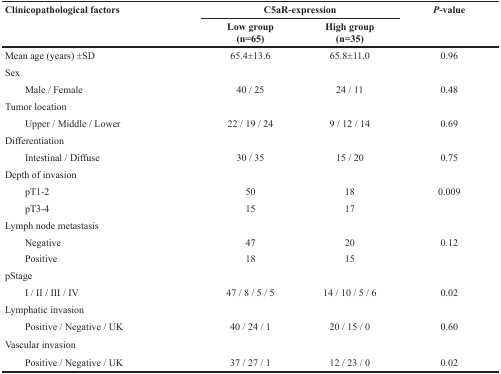 Clinicopathological factors C5aR-expression P-value
Low group High group
(n=65) (n=35)
Mean age (years) ±SD 65.4±13.6 65.8±11.0 0.96
Sex
Male / Female 40 / 25 24 / 11 0.48
Tumor location
Upper / Middle / Lower 22 / 19 / 24 9 / 12 / 14 0.69
Differentiation
Intestinal / Diffuse 30 / 35 15 / 20 0.75
Depth of invasion
pT1-2 50 18 0.009
pT3-4 15 17
Lymph node metastasis
Negative 47 20 0.12
Positive 18 15
pStage
I / II / III / IV 47 / 8 / 5 / 5 14 / 10 / 5 / 6 0.02
Lymphatic invasion
Positive / Negative / UK 40 / 24 / 1 20 / 15 / 0 0.60
Vascular invasion
Positive / Negative / UK 37 / 27 / 1 12 / 23 / 0 0.02